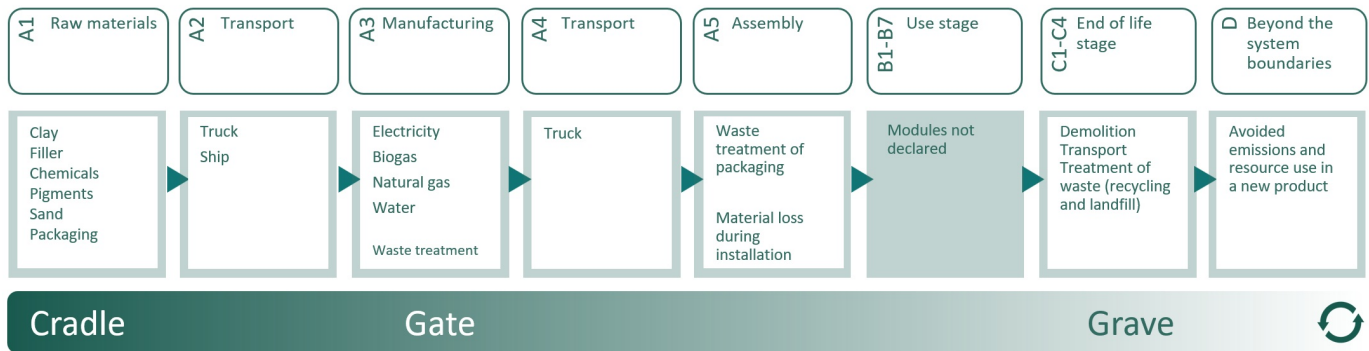 A1 Raw materials
A2 Transport
A3 Manufacturing
A4 Transport
A5 Assembly
B1-B7 Use stage
C1-C4 End of life
stage
D Beyond the
system
boundaries
Clay
Filler
Chemicals
Pigments
Sand
Packaging
Truck
Ship
Electricity
Biogas
Natural gas
Water
Waste treatment
Truck
Waste
treatment of
packaging
Material loss
during
installation
Modules not
declared
Demolition
Transport
Treatment of
waste (recycling
and landfill)
Avoided
emissions and
resource use in
a new product
Cradle
Gate
Grave